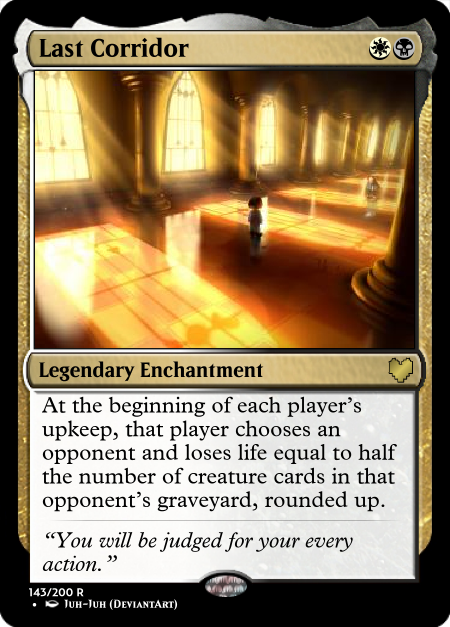 Last Corridor
Legendary Enchantment
At the beginning of each player's
upkeep, that player chooses an
opponent and loses life equal to half
the number of creature cards in that
opponent's graveyard, rounded up.
“You will be judged for your every
action.”
143/200 R
• Juh-Juh (DeviantArt)